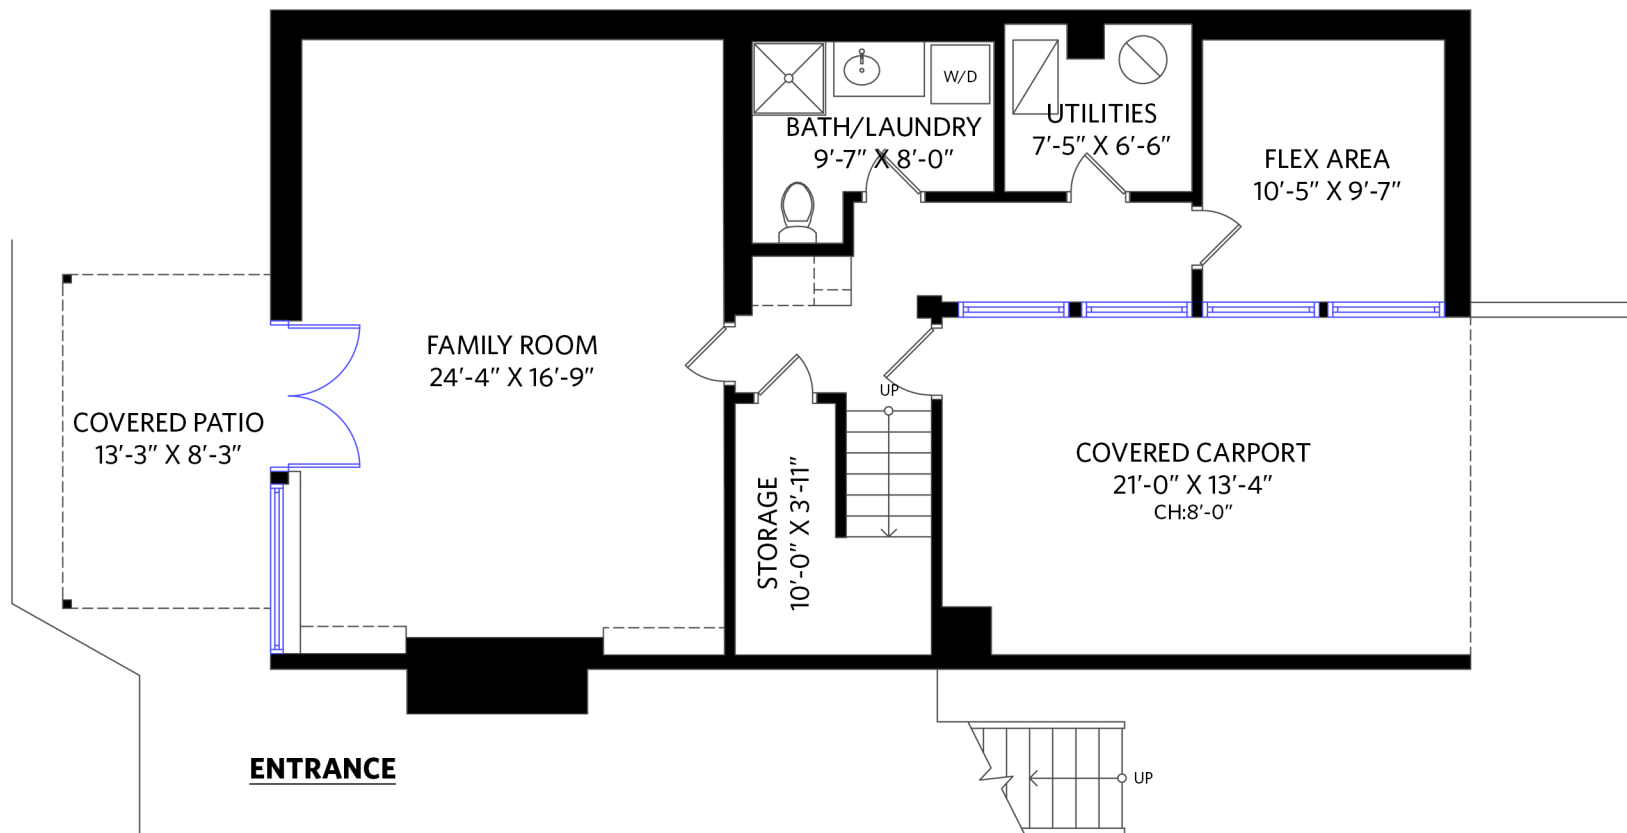 W/D
BATH/LAUNDRY
9′-7″ X 8′-0″
UTILITIES
7′-5″ X 6′-6″
FLEX AREA
10′-5″ X 9′-7″
FAMILY ROOM
24′-4″ X 16′-9″
COVERED PATIO
13′-3″ X 8′-3″
UP
STORAGE
10′-0″ X 3′-11″
COVERED CARPORT
21′-0″ X 13′-4″
CH:8′-0″
ENTRANCE
UP